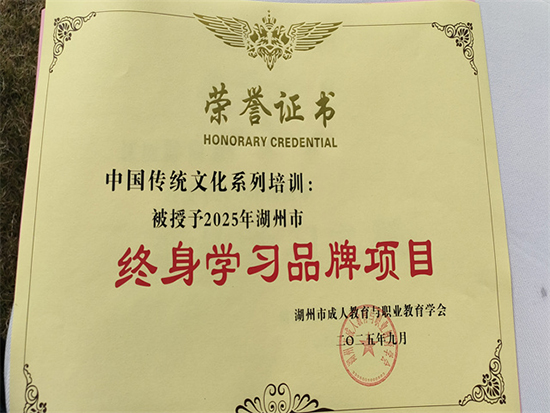 荣誉证书
HONORARY CREDENTIAL
中国传统文化系列培训：
被授予2025年湖州市
终身学习品牌项目
湖州市成人教育与职业教育学会
二〇二五年九月